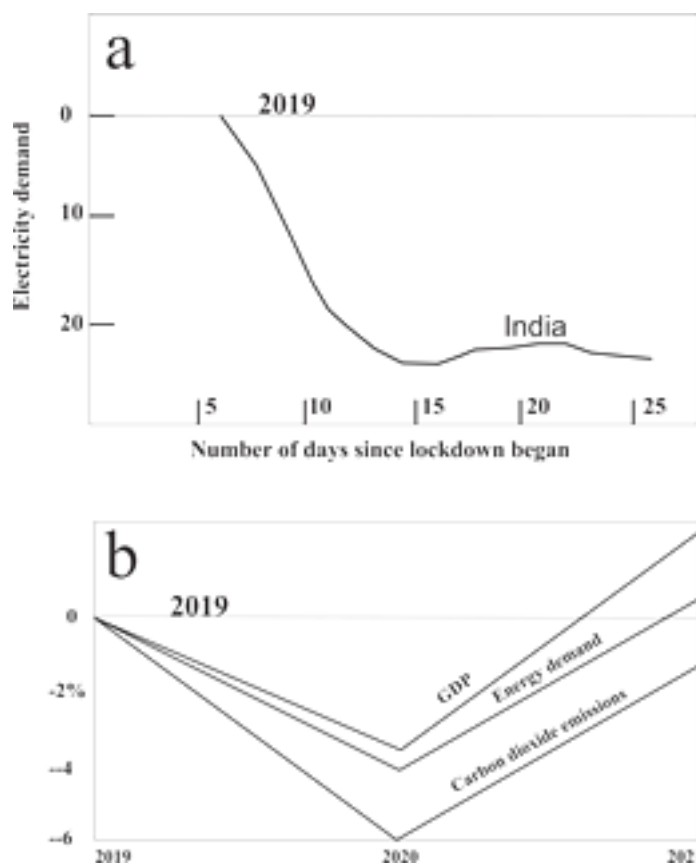 a
2019
0
10
20
Electricity demand
India
5 10 15 20 25
Number of days since lockdown began
b
2019
0
-2%
--4
--6
GDP
Energy demand
Carbon dioxide emissions
2019 2020